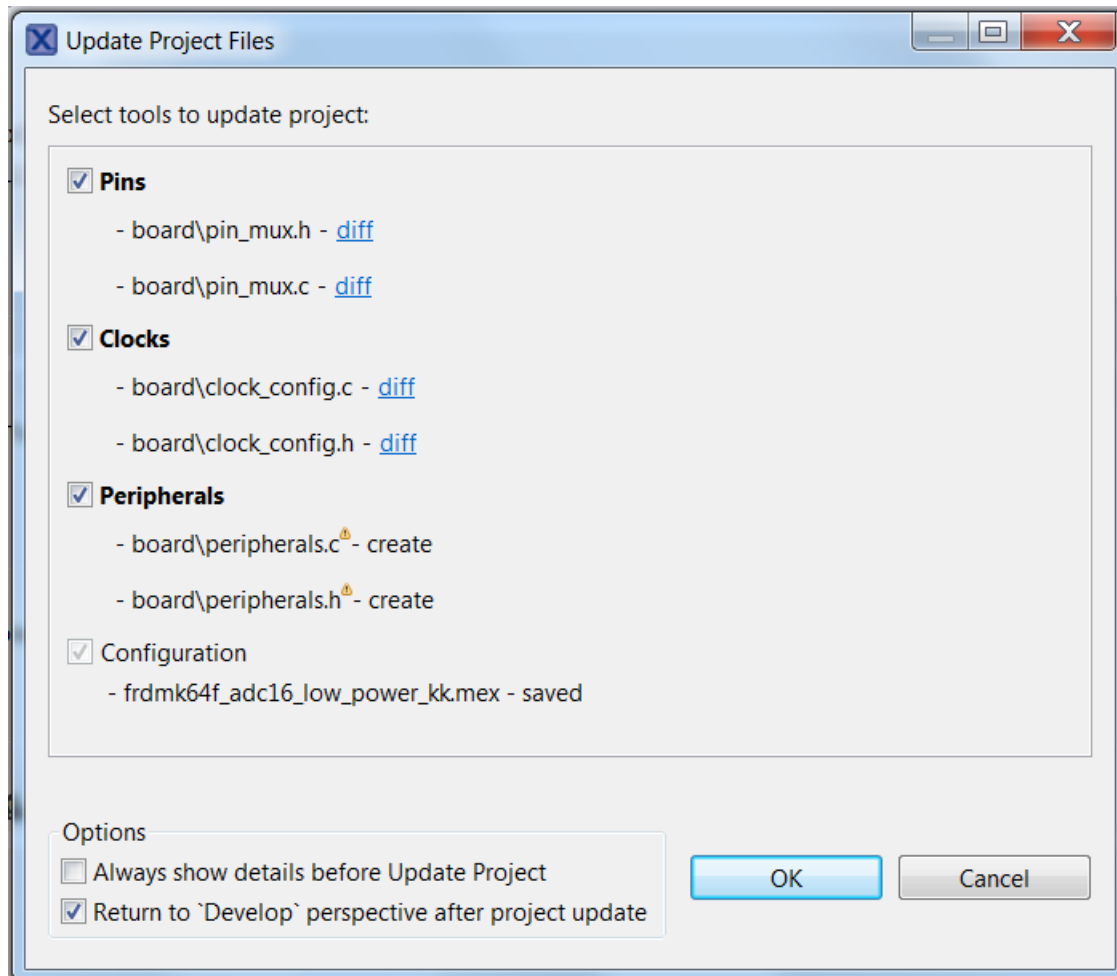 Update Project Files
Select tools to update project:
Pins
- board\pin_mux.h - diff
- board\pin_mux.c - diff
Clocks
- board\clock_config.c - diff
- board\clock_config.h - diff
Peripherals
- board\peripherals.c - create
- board\peripherals.h - create
Configuration
- frdmk64f_adc16_low_power_kk.mex - saved
Options
Always show details before Update Project
Return to `Develop` perspective after project update
OK Cancel